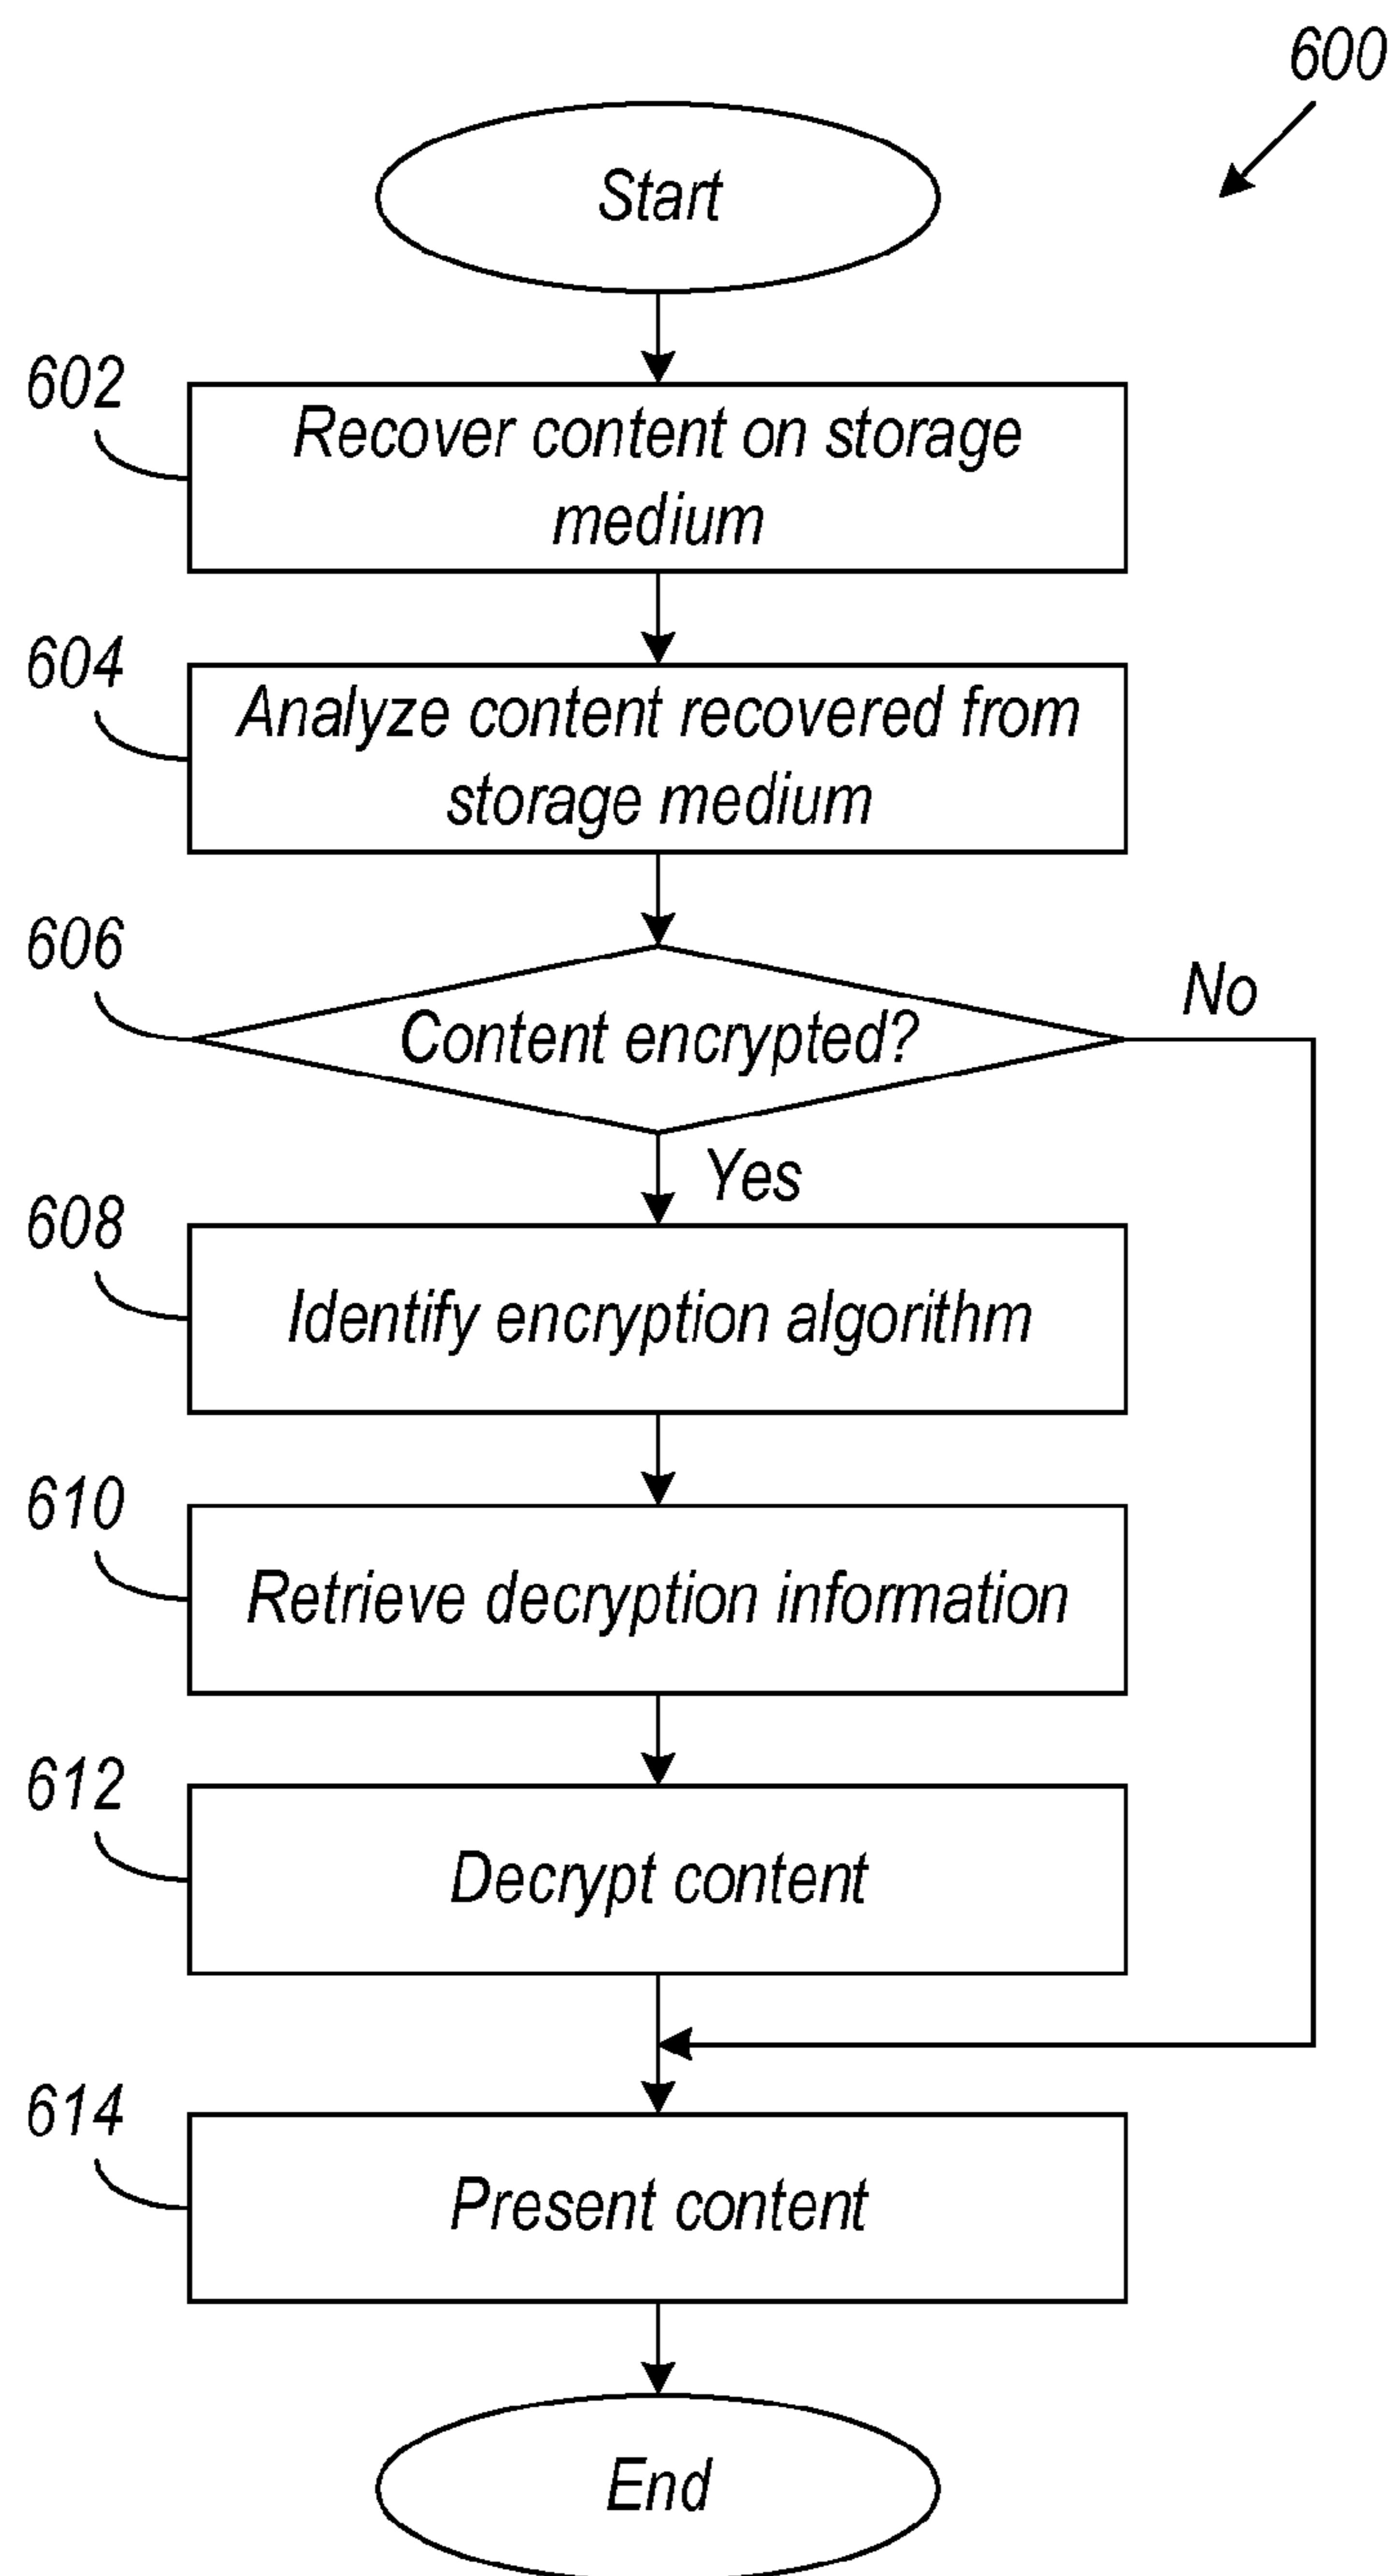 600
Start
602
Recover content on storage
medium
604
Analyze content recovered from
storage medium
606
Content encrypted?
No
Yes
608
Identify encryption algorithm
610
Retrieve decryption information
612
Decrypt content
614
Present content
End